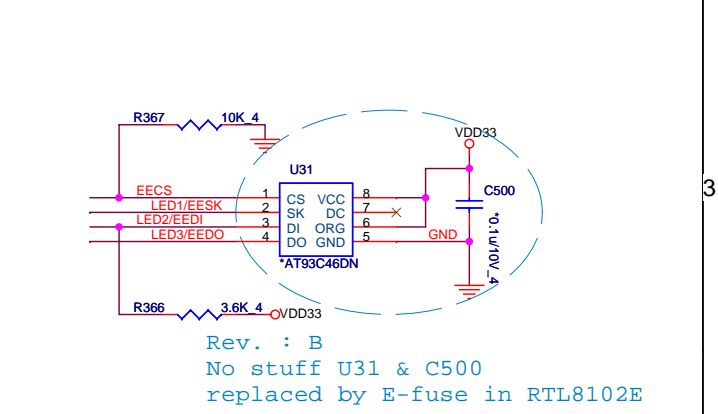 R367 10K_4
VDD33
U31
EECS 1 CS VCC 8 C500
LED1/EESK 2 SK DC 7
LED2/EEDI 3 DI ORG 6
LED3/EEDO 4 DO GND 5 GND
*0.1u/10V_4
*AT93C46DN
R366 3.6K_4 VDD33
Rev. : B
No stuff U31 & C500
replaced by E-fuse in RTL8102E
3